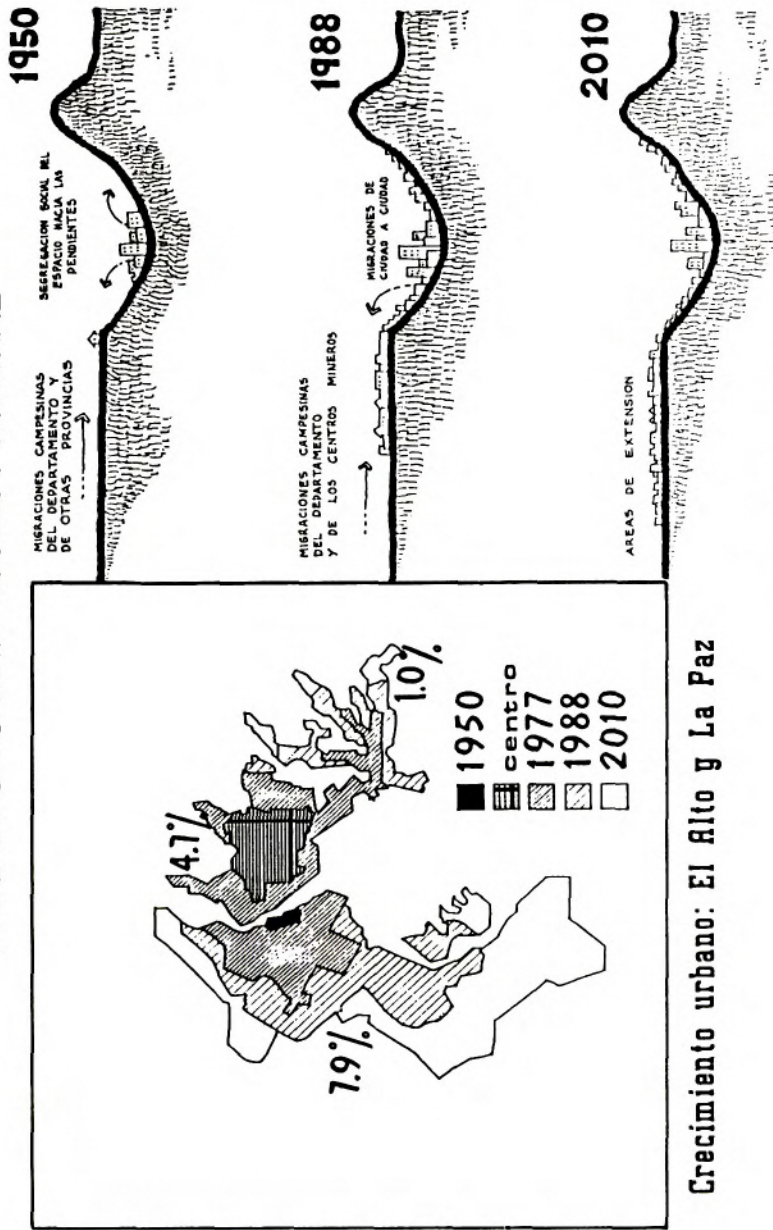 1950
MIGRACIONES CAMPESINAS
DEL DEPARTAMENTO Y
DE OTRAS PROVINCIAS
SEGREGACION SOCIAL DEL
ESPACIO HACIA LAS
PENDIENTES
1988
MIGRACIONES CAMPESINAS
DEL DEPARTAMENTO
Y DE LOS CENTROS MINEROS
MIGRACIONES DE
CIUDAD A CIUDAD
2010
AREAS DE EXTENSION
4.7%
7.9%
1.0%
1950
centro
1977
1988
2010
Crecimiento urbano: El Alto y La Paz